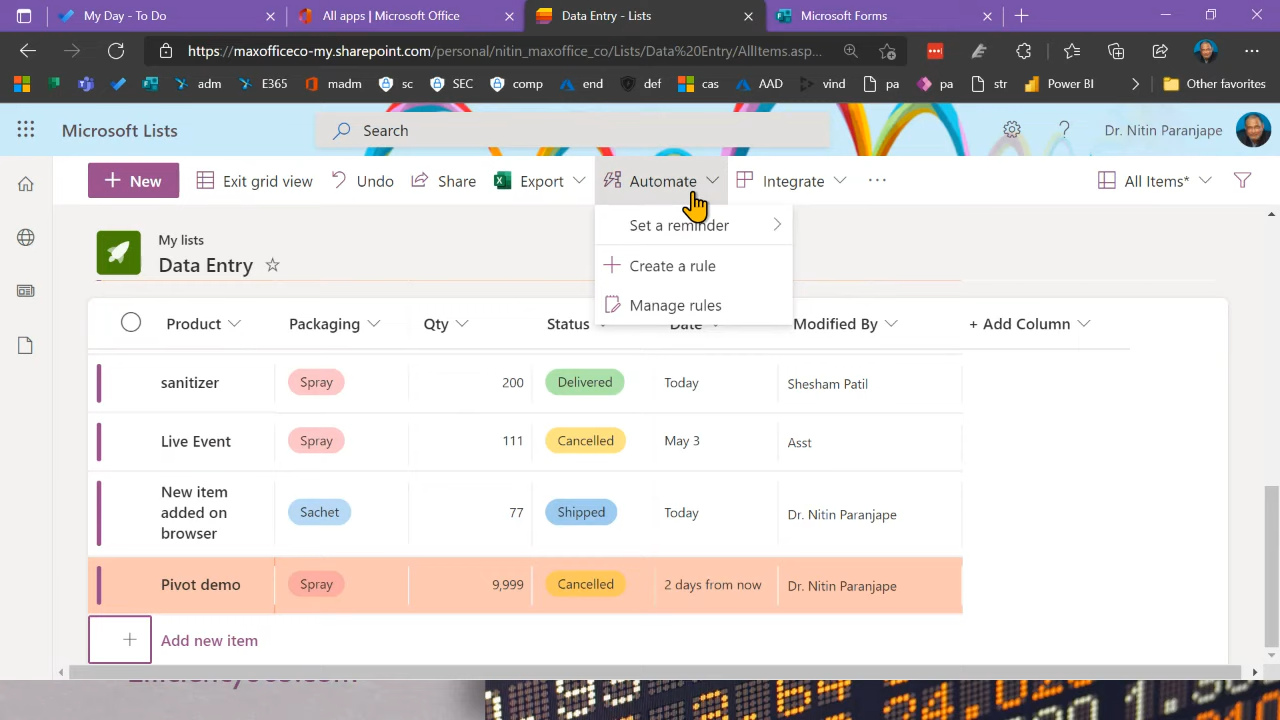 My Day - To Do
All apps | Microsoft Office
Data Entry - Lists
Microsoft Forms
https://maxofficeco-my.sharepoint.com/personal/nitin_maxoffice_co/Lists/Data%20Entry/AllItems.asp...
adm
E365
madm
sc
SEC
comp
end
def
cas
AAD
vind
pa
pa
str
Power BI
Other favorites
Microsoft Lists
Search
Dr. Nitin Paranjape
New
Exit grid view
Undo
Share
Export
Automate
Integrate
All Items*
My lists
Data Entry
Set a reminder
Create a rule
Manage rules
Product
Packaging
Qty
Status
Date
Modified By
+ Add Column
sanitizer
Spray
200
Delivered
Today
Shesham Patil
Live Event
Spray
111
Cancelled
May 3
Asst
New item
added on
browser
Sachet
77
Shipped
Today
Dr. Nitin Paranjape
Pivot demo
Spray
9,999
Cancelled
2 days from now
Dr. Nitin Paranjape
Add new item